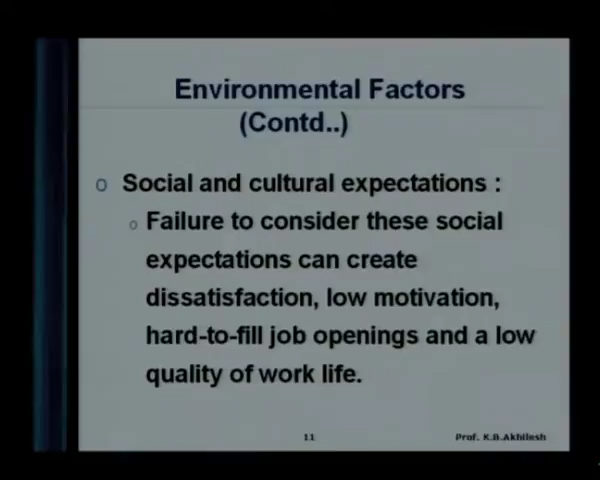 Environmental Factors
(Contd..)
o Social and cultural expectations :
o Failure to consider these social
expectations can create
dissatisfaction, low motivation,
hard-to-fill job openings and a low
quality of work life.
11
Prof. K.B.Akhilesh